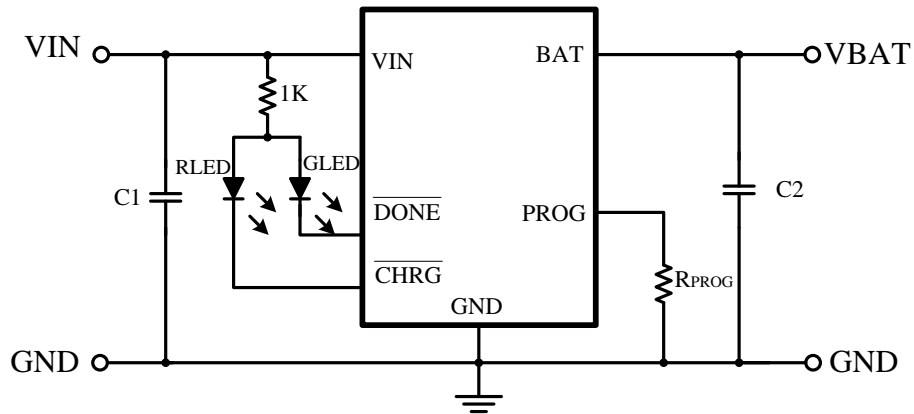 VIN
VIN
BAT
VBAT
1K
RLED
GLED
C1
DONE
PROG
C2
CHRG
RPROG
GND
GND
GND